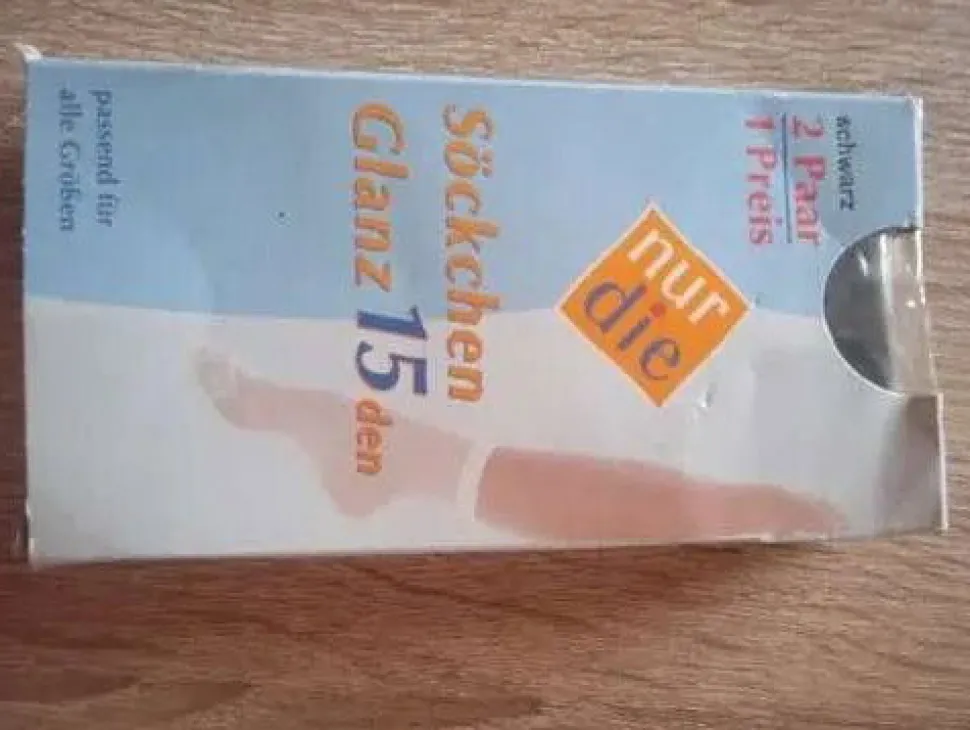 schwarz
2 Paar
1 Preis
nur
die
Söckchen
Glanz 15 den
passend für
alle Größen